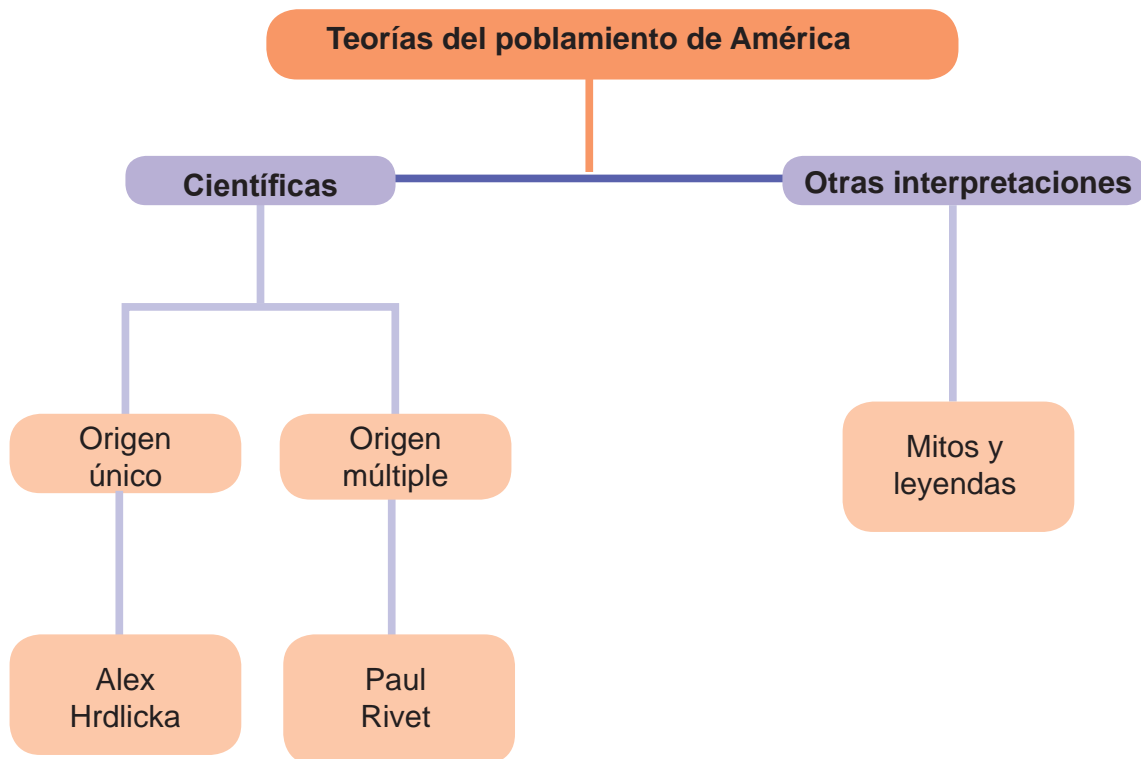 Teorías del poblamiento de América
Científicas
Otras interpretaciones
Origen
único
Origen
múltiple
Mitos y
leyendas
Alex
Hrdlicka
Paul
Rivet